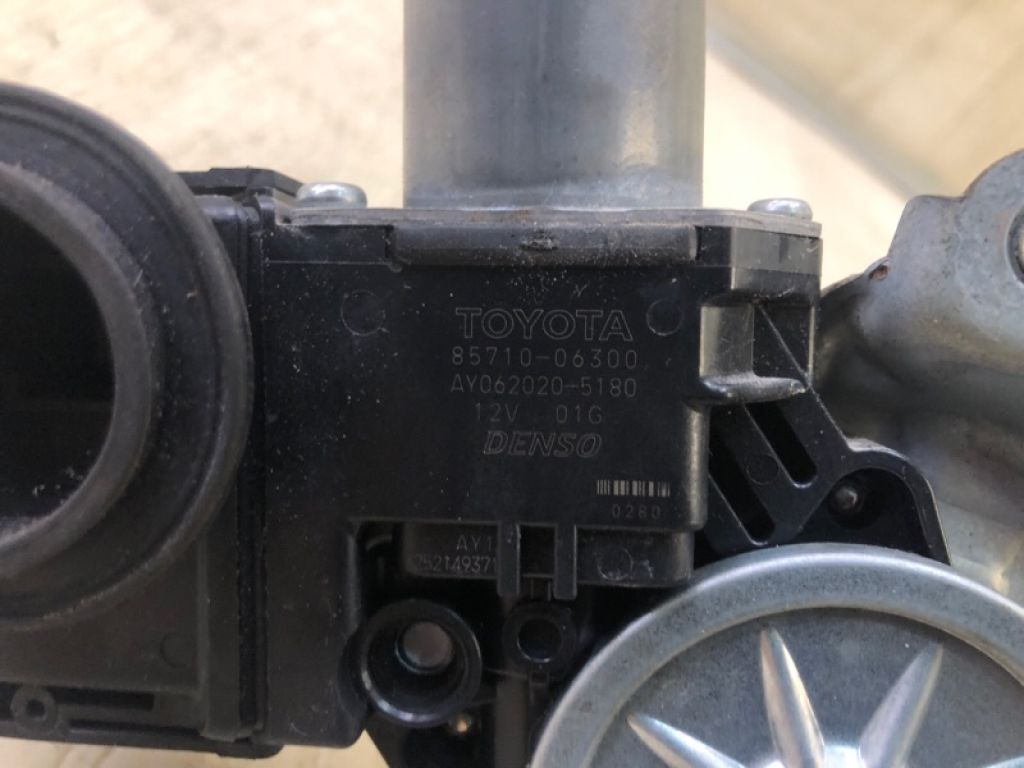 TOYOTA
85710-06300
AY062020-5180
12V 01G
DENSO
0280
AY1